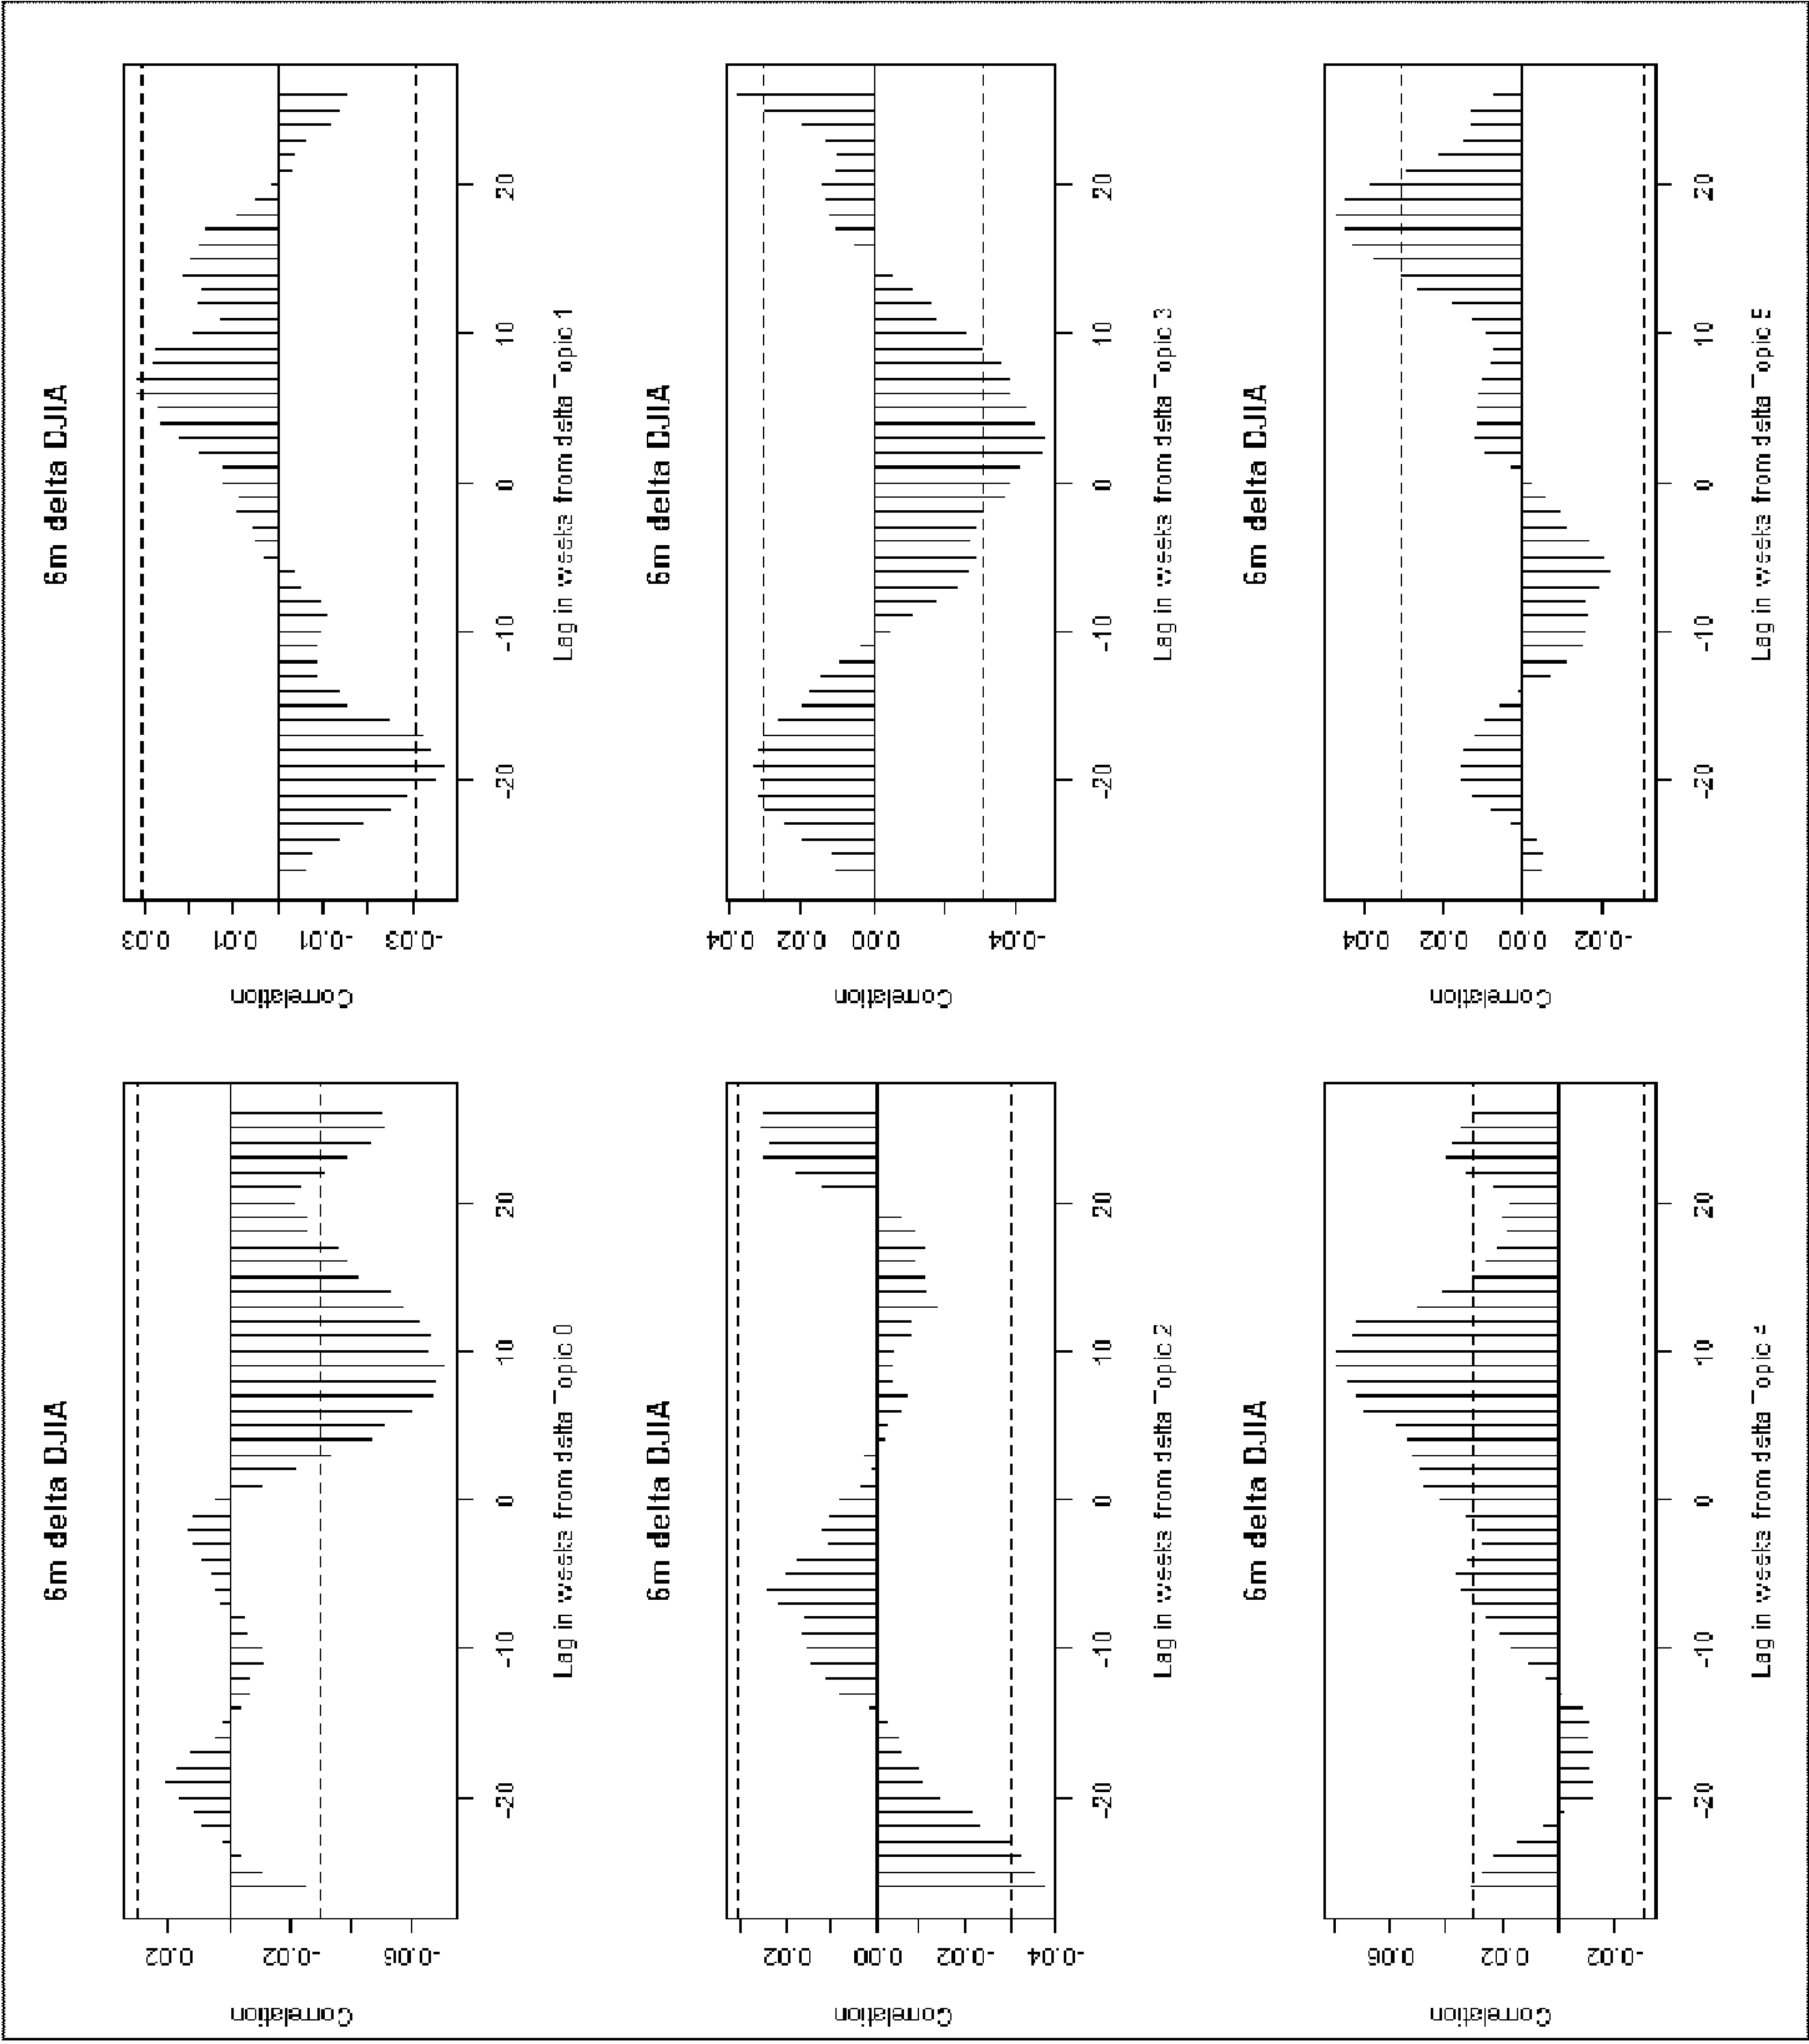 6m delta DJIA
Correlation
0.02
-0.02
-0.06
-20 -10 0 10 20
Lag in weeks from delta Topic 0
6m delta DJIA
Correlation
0.03
0.01
-0.01
-0.03
-20 -10 0 10 20
Lag in weeks from delta Topic 1
6m delta DJIA
Correlation
0.02
0.00
-0.02
-0.04
-20 -10 0 10 20
Lag in weeks from delta Topic 2
6m delta DJIA
Correlation
0.04
0.02
0.00
-0.04
-20 -10 0 10 20
Lag in weeks from delta Topic 3
6m delta DJIA
Correlation
0.06
0.02
-0.02
-20 -10 0 10 20
Lag in weeks from delta Topic 4
6m delta DJIA
Correlation
0.04
0.02
0.00
-0.02
-20 -10 0 10 20
Lag in weeks from delta Topic 5